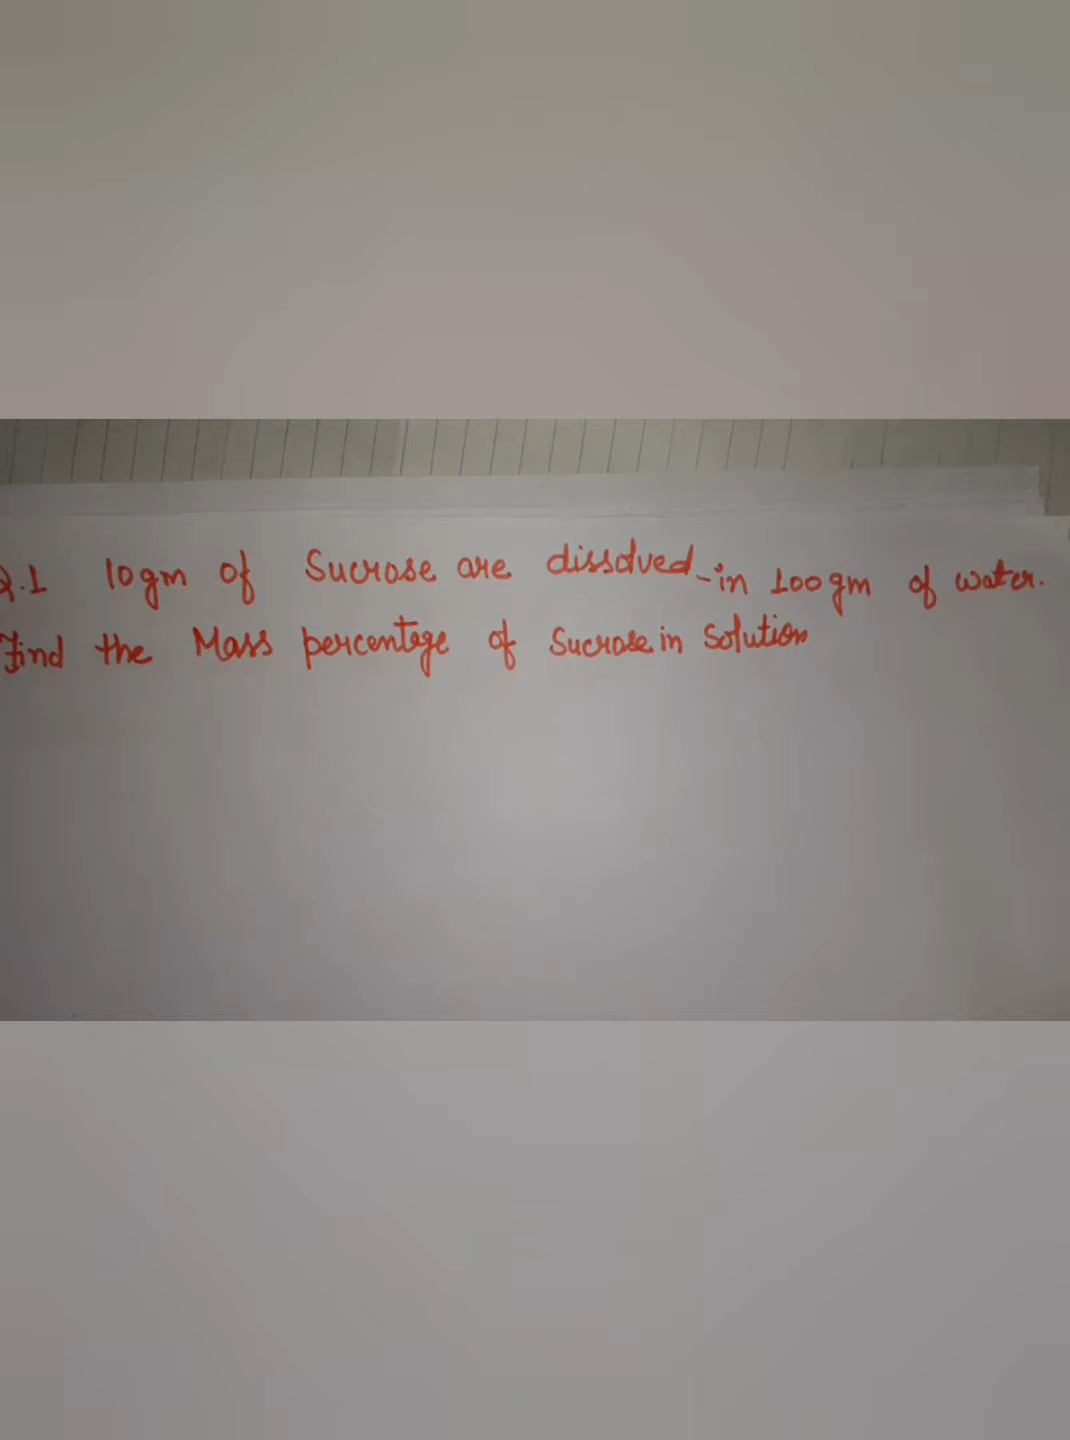 Q.1 10gm of Sucrose are dissolved in 100gm of water.
Find the Mass percentage of Sucrose in Solution